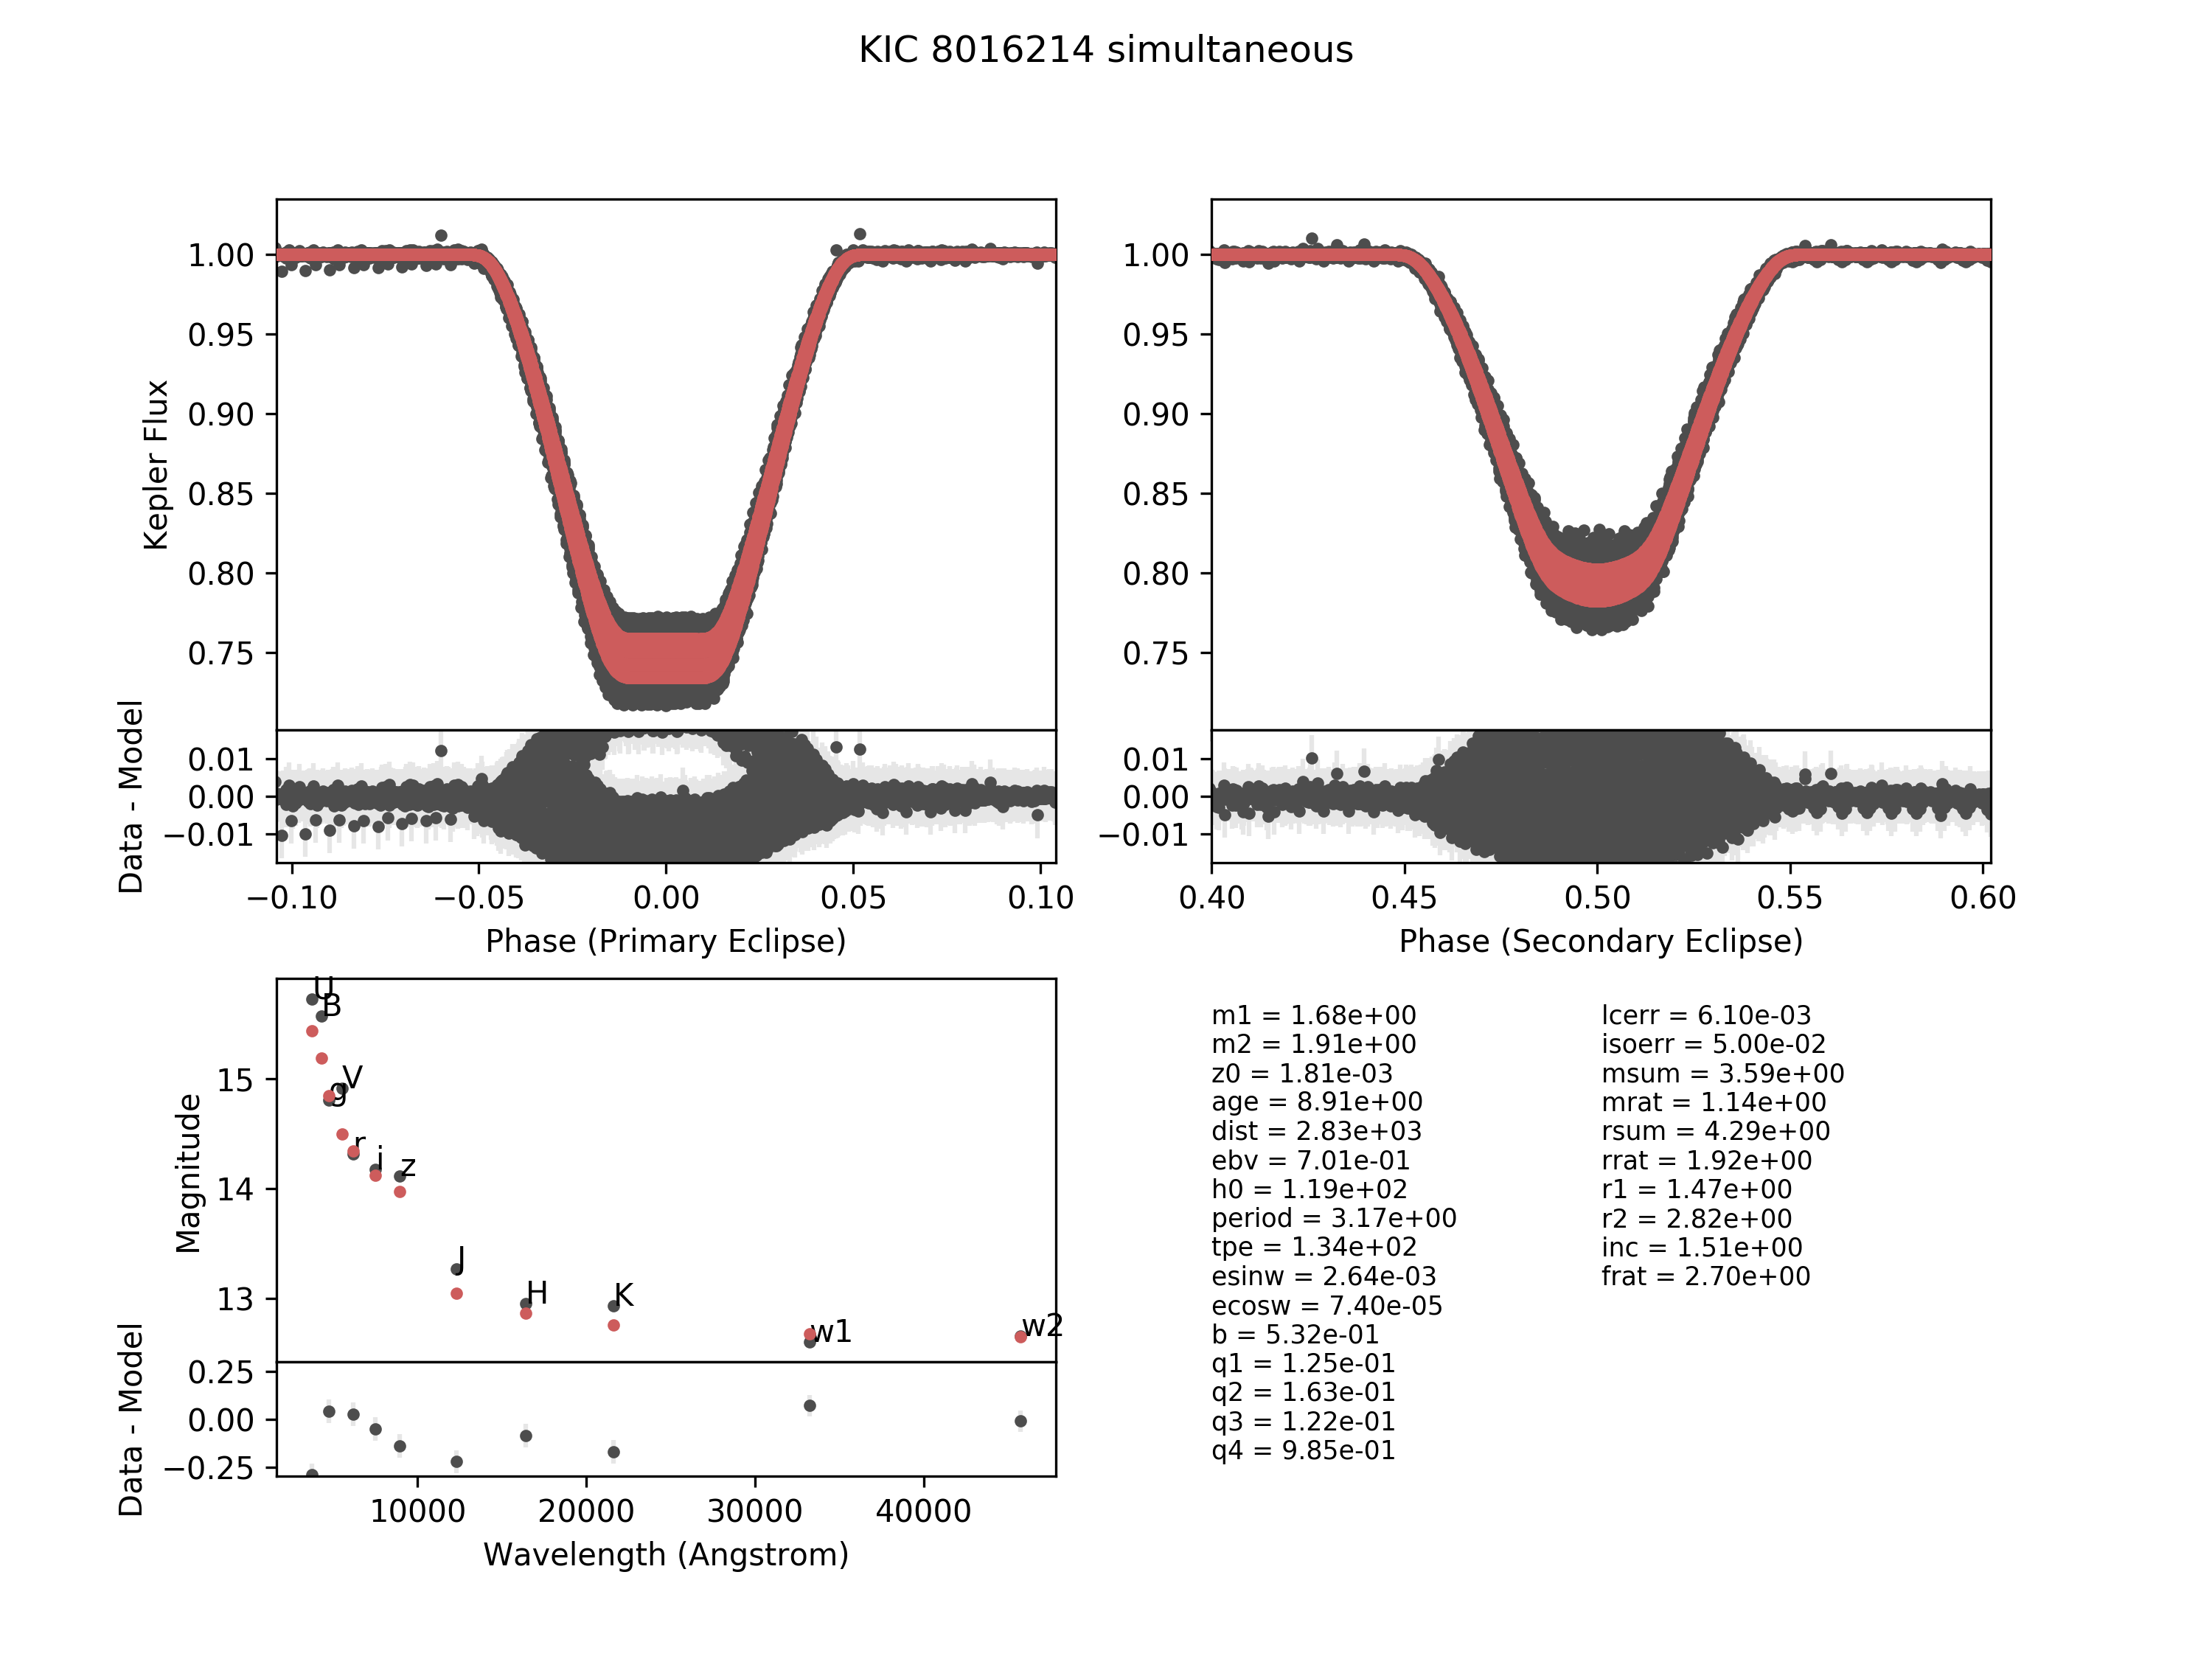 KIC 8016214 simultaneous
1.00
0.95
0.90
0.85
0.80
0.75
Kepler Flux
0.01
0.00
−0.01
Data - Model
−0.10
−0.05
0.00
0.05
0.10
Phase (Primary Eclipse)
1.00
0.95
0.90
0.85
0.80
0.75
0.01
0.00
−0.01
0.40
0.45
0.50
0.55
0.60
Phase (Secondary Eclipse)
U
B
V
g
r
i
z
J
H
K
w1
w2
15
14
13
Magnitude
0.25
0.00
−0.25
Data - Model
10000
20000
30000
40000
Wavelength (Angstrom)
m1 = 1.68e+00
m2 = 1.91e+00
z0 = 1.81e-03
age = 8.91e+00
dist = 2.83e+03
ebv = 7.01e-01
h0 = 1.19e+02
period = 3.17e+00
tpe = 1.34e+02
esinw = 2.64e-03
ecosw = 7.40e-05
b = 5.32e-01
q1 = 1.25e-01
q2 = 1.63e-01
q3 = 1.22e-01
q4 = 9.85e-01
lcerr = 6.10e-03
isoerr = 5.00e-02
msum = 3.59e+00
mrat = 1.14e+00
rsum = 4.29e+00
rrat = 1.92e+00
r1 = 1.47e+00
r2 = 2.82e+00
inc = 1.51e+00
frat = 2.70e+00